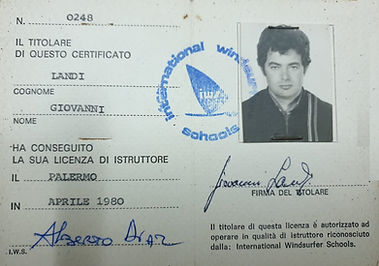 N. 0248
IL TITOLARE
DI QUESTO CERTIFICATO
LANDI
COGNOME
GIOVANNI
NOME
HA CONSEGUITO
LA SUA LICENZA DI ISTRUTTORE
IL PALERMO
IN APRILE 1980
I.W.S.
international windsurfer
iws
schools
FIRMA DEL TITOLARE
Il titolare di questa licenza è autorizzato ad
operare in qualità di istruttore riconosciuto
dalla: International Windsurfer Schools.